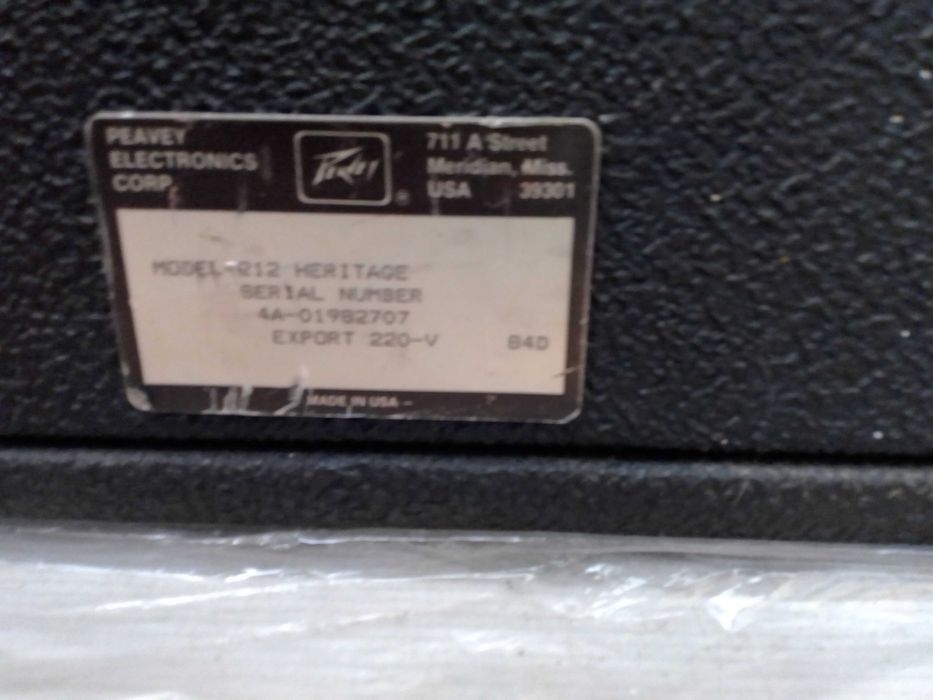 PEAVEY
ELECTRONICS
CORP.
Peavey
®
711 A Street
Meridian, Miss.
USA 39301
MODEL-212 HERITAGE
SERIAL NUMBER
4A-01982707
EXPORT 220-V 84D
MADE IN USA